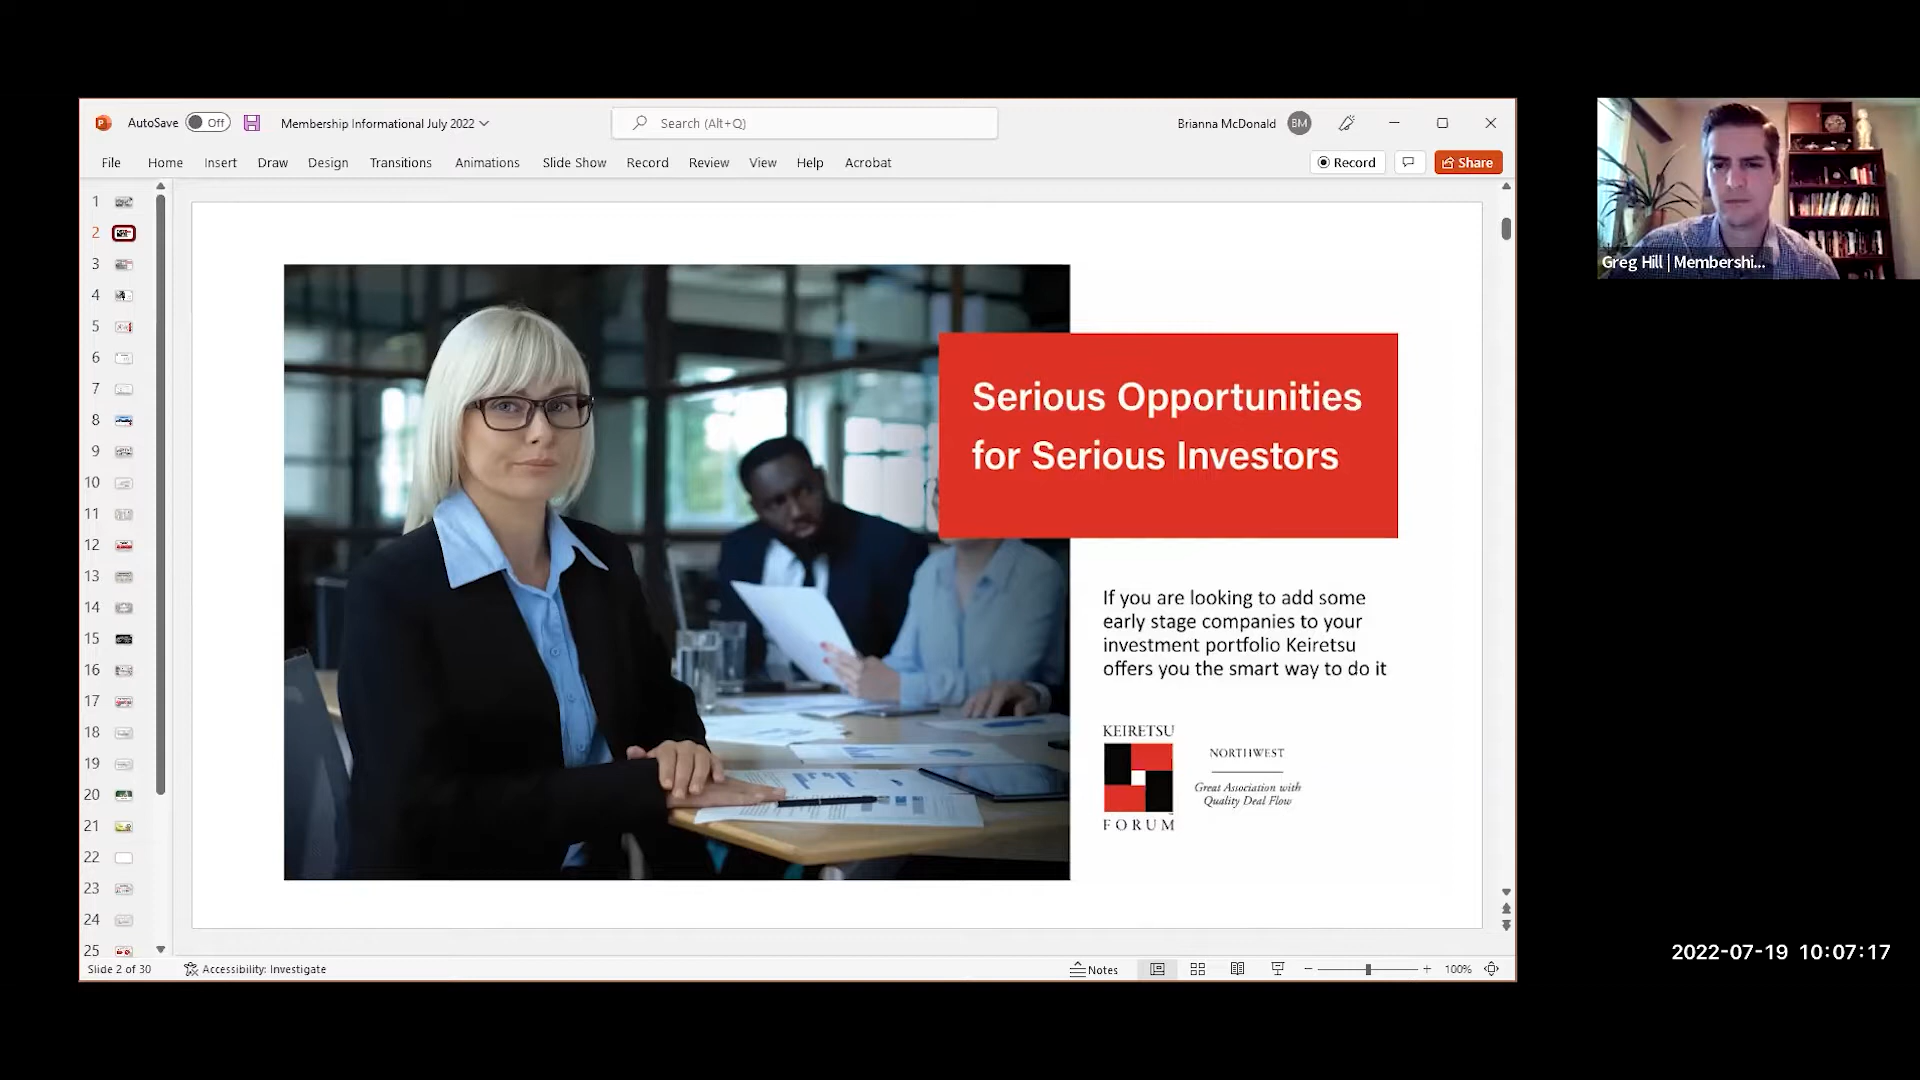 AutoSave Off Membership Informational July 2022 Search (Alt+Q) Brianna McDonald BM
File Home Insert Draw Design Transitions Animations Slide Show Record Review View Help Acrobat Record Share
1
2
3
4
5
6
7
8
9
10
11
12
13
14
15
16
17
18
19
20
21
22
23
24
25
Serious Opportunities
for Serious Investors
If you are looking to add some
early stage companies to your
investment portfolio Keiretsu
offers you the smart way to do it
KEIRETSU
FORUM
NORTHWEST
Great Association with
Quality Deal Flow
Slide 2 of 30 Accessibility: Investigate Notes 100%
Greg Hill | Membershi...
2022-07-19 10:07:17